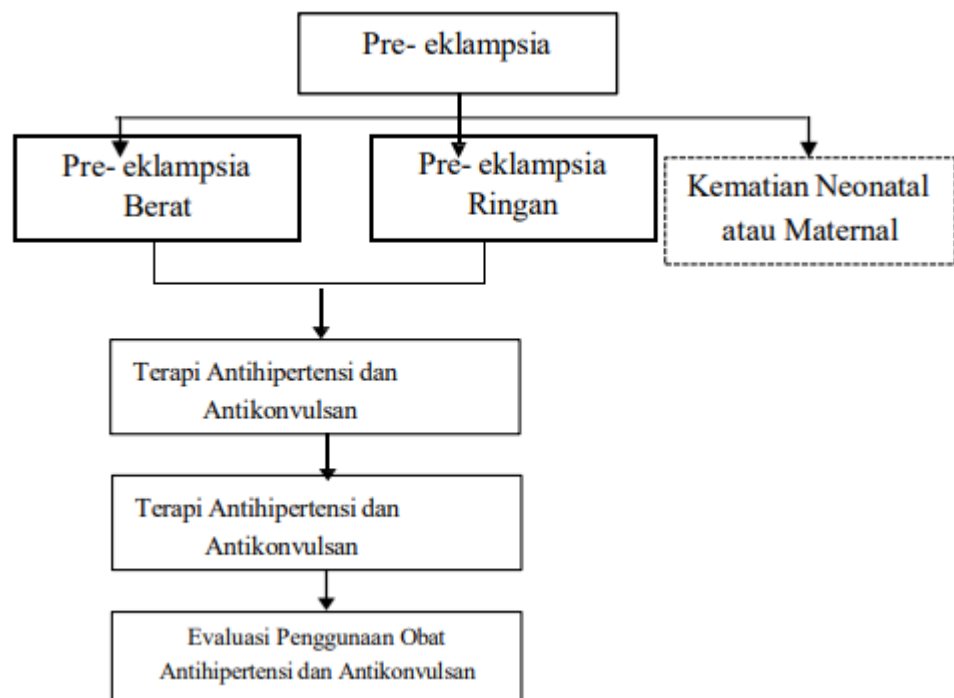 Pre- eklampsia
Pre- eklampsia
Berat
Pre- eklampsia
Ringan
Kematian Neonatal
atau Maternal
Terapi Antihipertensi dan
Antikonvulsan
Terapi Antihipertensi dan
Antikonvulsan
Evaluasi Penggunaan Obat
Antihipertensi dan Antikonvulsan